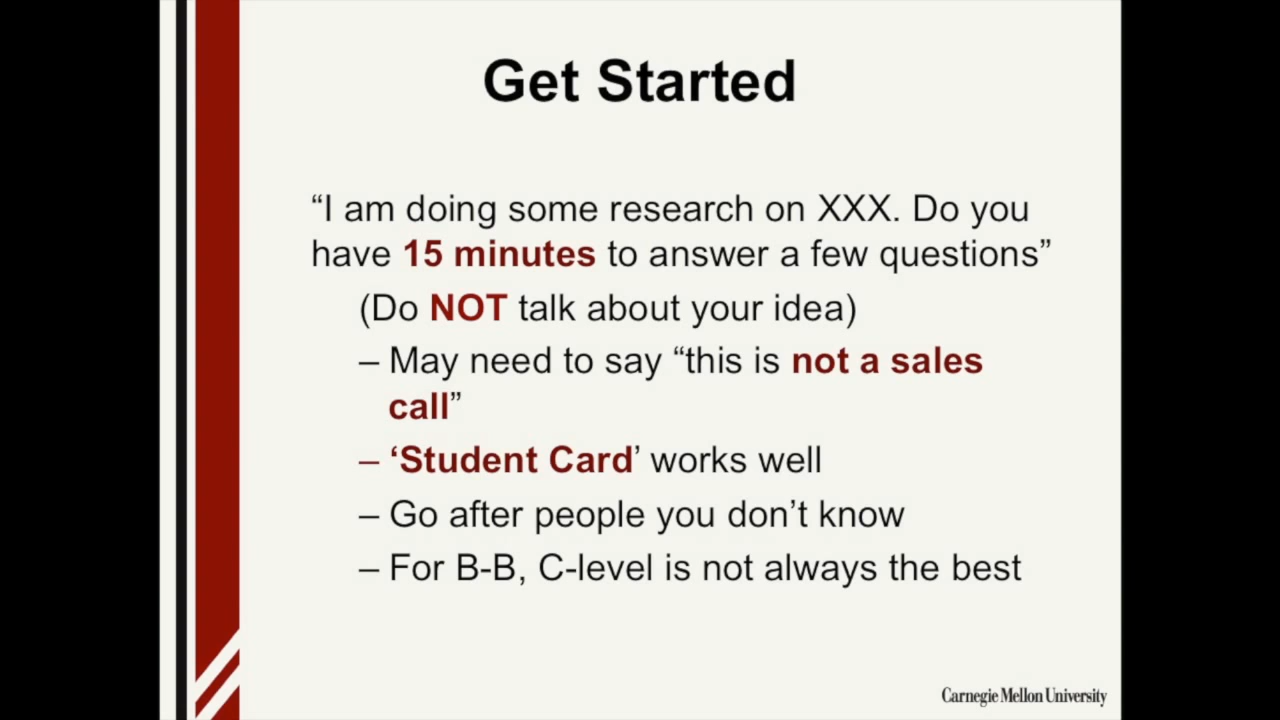 Get Started
“I am doing some research on XXX. Do you
have 15 minutes to answer a few questions”
(Do NOT talk about your idea)
– May need to say “this is not a sales
call”
– ‘Student Card’ works well
– Go after people you don’t know
– For B-B, C-level is not always the best
Carnegie Mellon University